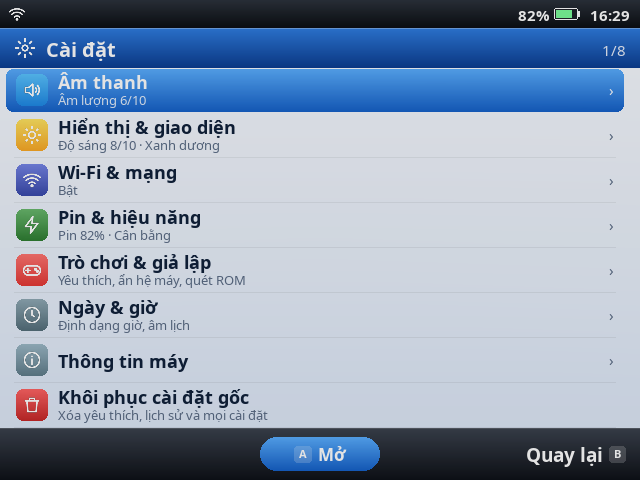 82% 16:29
Cài đặt 1/8
Âm thanh
Âm lượng 6/10
Hiển thị & giao diện
Độ sáng 8/10 · Xanh dương
Wi-Fi & mạng
Bật
Pin & hiệu năng
Pin 82% · Cân bằng
Trò chơi & giả lập
Yêu thích, ẩn hệ máy, quét ROM
Ngày & giờ
Định dạng giờ, âm lịch
Thông tin máy
Khôi phục cài đặt gốc
Xóa yêu thích, lịch sử và mọi cài đặt
A Mở Quay lại B